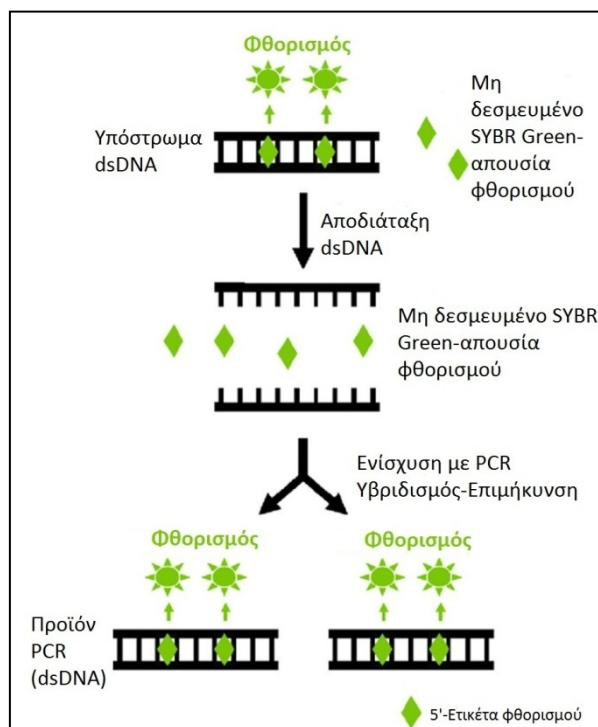 Φθορισμός
Μη
δεσμευμένο
SYBR Green-
απουσία
φθορισμού
Υπόστρωμα
dsDNA
Αποδιάταξη
dsDNA
Μη δεσμευμένο SYBR
Green-απουσία
φθορισμού
Ενίσχυση με PCR
Υβριδισμός-Επιμήκυνση
Φθορισμός
Φθορισμός
Προϊόν
PCR
(dsDNA)
5'-Ετικέτα φθορισμού